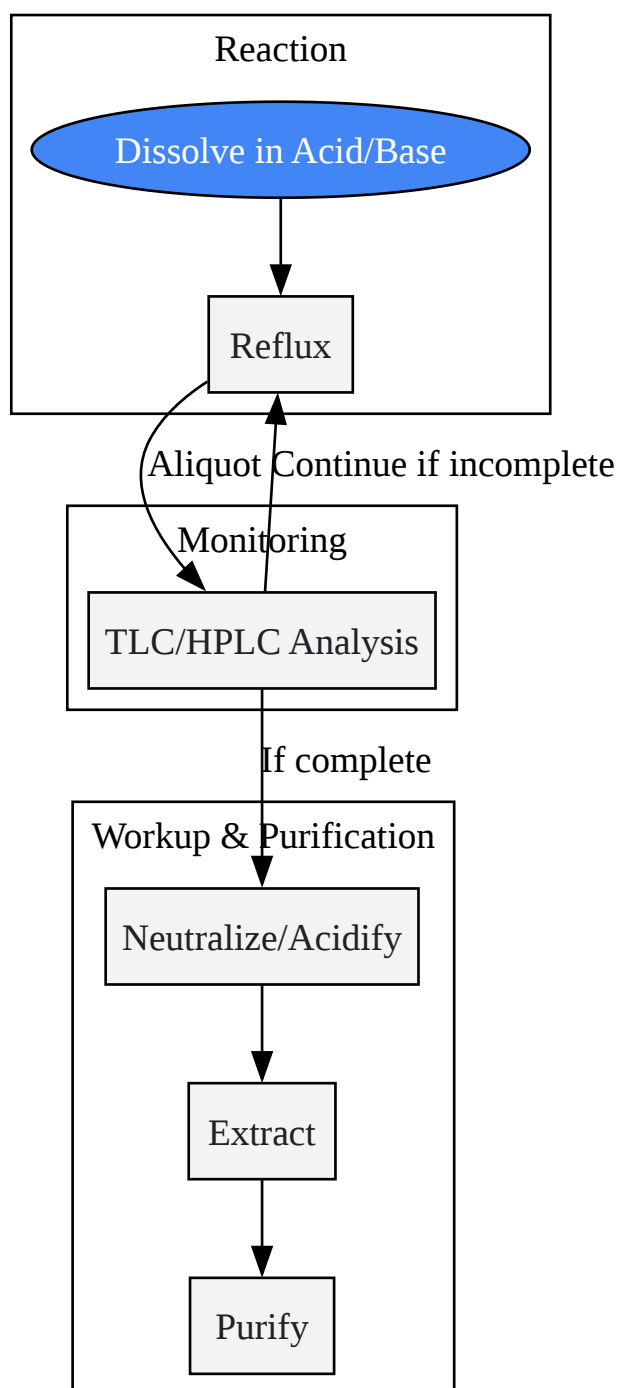 Reaction
Dissolve in Acid/Base
Reflux
Aliquot
Continue if incomplete
Monitoring
TLC/HPLC Analysis
If complete
Workup & Purification
Neutralize/Acidify
Extract
Purify